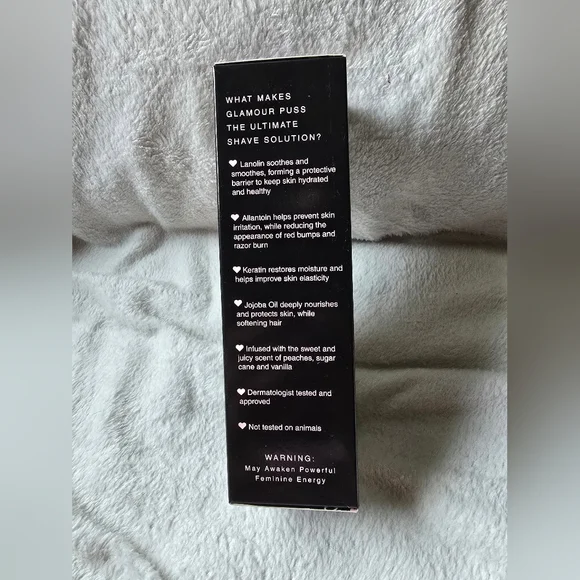 WHAT MAKES
GLAMOUR PUSS
THE ULTIMATE
SHAVE SOLUTION?
♥ Lanolin soothes and
smoothes, forming a protective
barrier to keep skin hydrated
and healthy
♥ Allantoin helps prevent skin
irritation, while reducing the
appearance of red bumps and
razor burn
♥ Keratin restores moisture and
helps improve skin elasticity
♥ Jojoba Oil deeply nourishes
and protects skin, while
softening hair
♥ Infused with the sweet and
juicy scent of peaches, sugar
cane and vanilla
♥ Dermatologist tested and
approved
♥ Not tested on animals
WARNING:
May Awaken Powerful
Feminine Energy